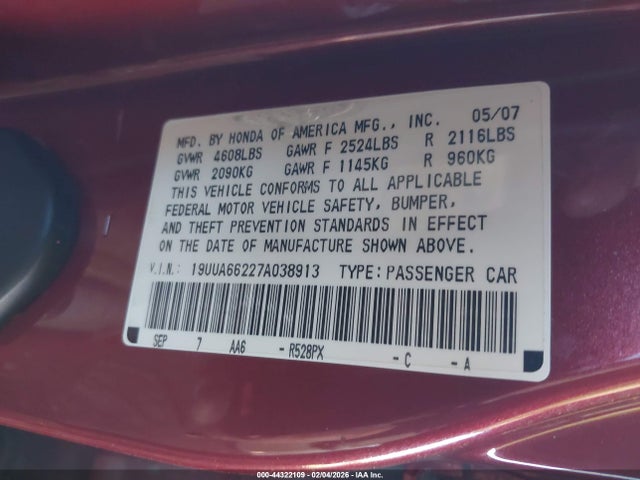 MFD. BY HONDA OF AMERICA MFG., INC. 05/07
GVWR 4608LBS GAWR F 2524LBS R 2116LBS
GVWR 2090KG GAWR F 1145KG R 960KG
THIS VEHICLE CONFORMS TO ALL APPLICABLE
FEDERAL MOTOR VEHICLE SAFETY, BUMPER,
AND THEFT PREVENTION STANDARDS IN EFFECT
ON THE DATE OF MANUFACTURE SHOWN ABOVE.
V.I.N.: 19UUA66227A038913 TYPE: PASSENGER CAR
SEP 7 AA6 - R528PX - C - A
000-44322109 | 02/04/2026 - IAA Inc.